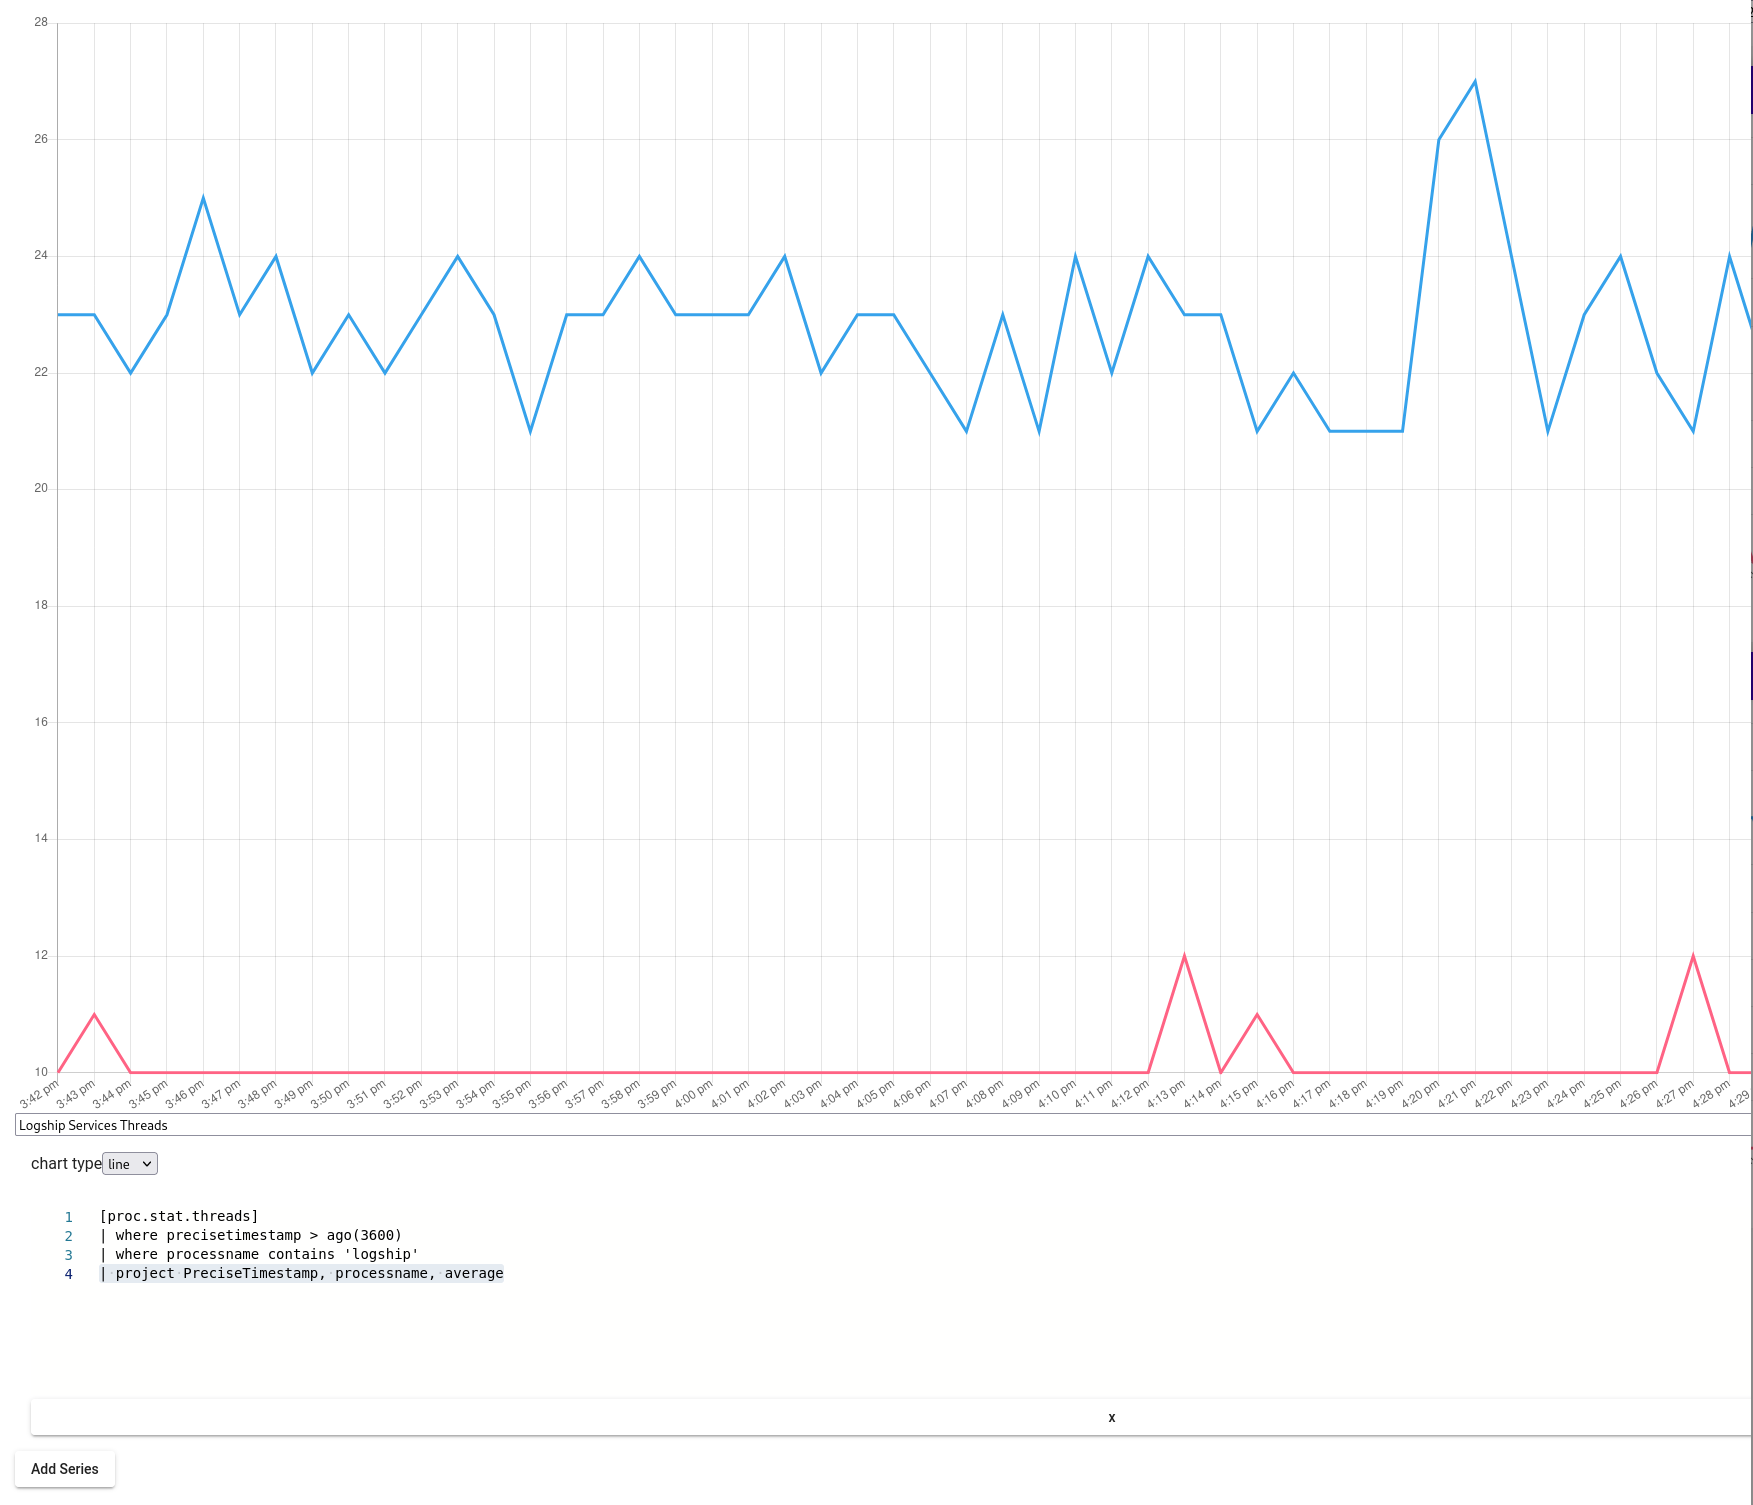 28
26
24
22
20
18
16
14
12
10
3:42 pm
3:43 pm
3:44 pm
3:45 pm
3:46 pm
3:47 pm
3:48 pm
3:49 pm
3:50 pm
3:51 pm
3:52 pm
3:53 pm
3:54 pm
3:55 pm
3:56 pm
3:57 pm
3:58 pm
3:59 pm
4:00 pm
4:01 pm
4:02 pm
4:03 pm
4:04 pm
4:05 pm
4:06 pm
4:07 pm
4:08 pm
4:09 pm
4:10 pm
4:11 pm
4:12 pm
4:13 pm
4:14 pm
4:15 pm
4:16 pm
4:17 pm
4:18 pm
4:19 pm
4:20 pm
4:21 pm
4:22 pm
4:23 pm
4:24 pm
4:25 pm
4:26 pm
4:27 pm
4:28 pm
4:29
Logship Services Threads
chart type line
1 [proc.stat.threads]
2 | where precisetimestamp > ago(3600)
3 | where processname contains 'logship'
4 | project PreciseTimestamp, processname, average
x
Add Series